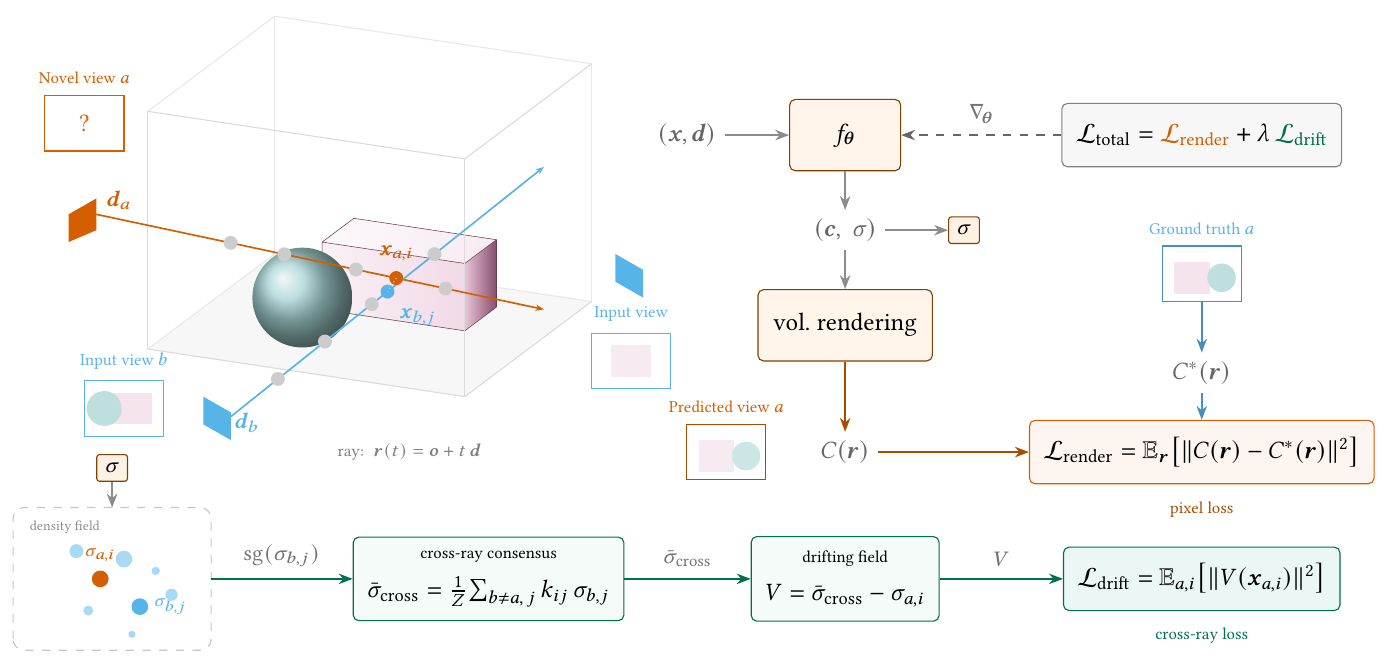 Novel view a
?
d_a
x_{a,i}
x_{b,j}
Input view
Input view b
d_b
ray: r(t) = o + t d
σ
density field
σ_{a,i}
σ_{b,j}
(x, d)
f_θ
∇_θ
ℒ_total = ℒ_render + λ ℒ_drift
(c, σ)
σ
vol. rendering
Ground truth a
C*(r)
Predicted view a
C(r)
ℒ_render = 𝔼_r[‖C(r) − C*(r)‖²]
pixel loss
sg(σ_{b,j})
cross-ray consensus
σ̄_cross = 1/Z ∑_{b≠a, j} k_{ij} σ_{b,j}
σ̄_cross
drifting field
V = σ̄_cross − σ_{a,i}
V
ℒ_drift = 𝔼_{a,i}[‖V(x_{a,i})‖²]
cross-ray loss